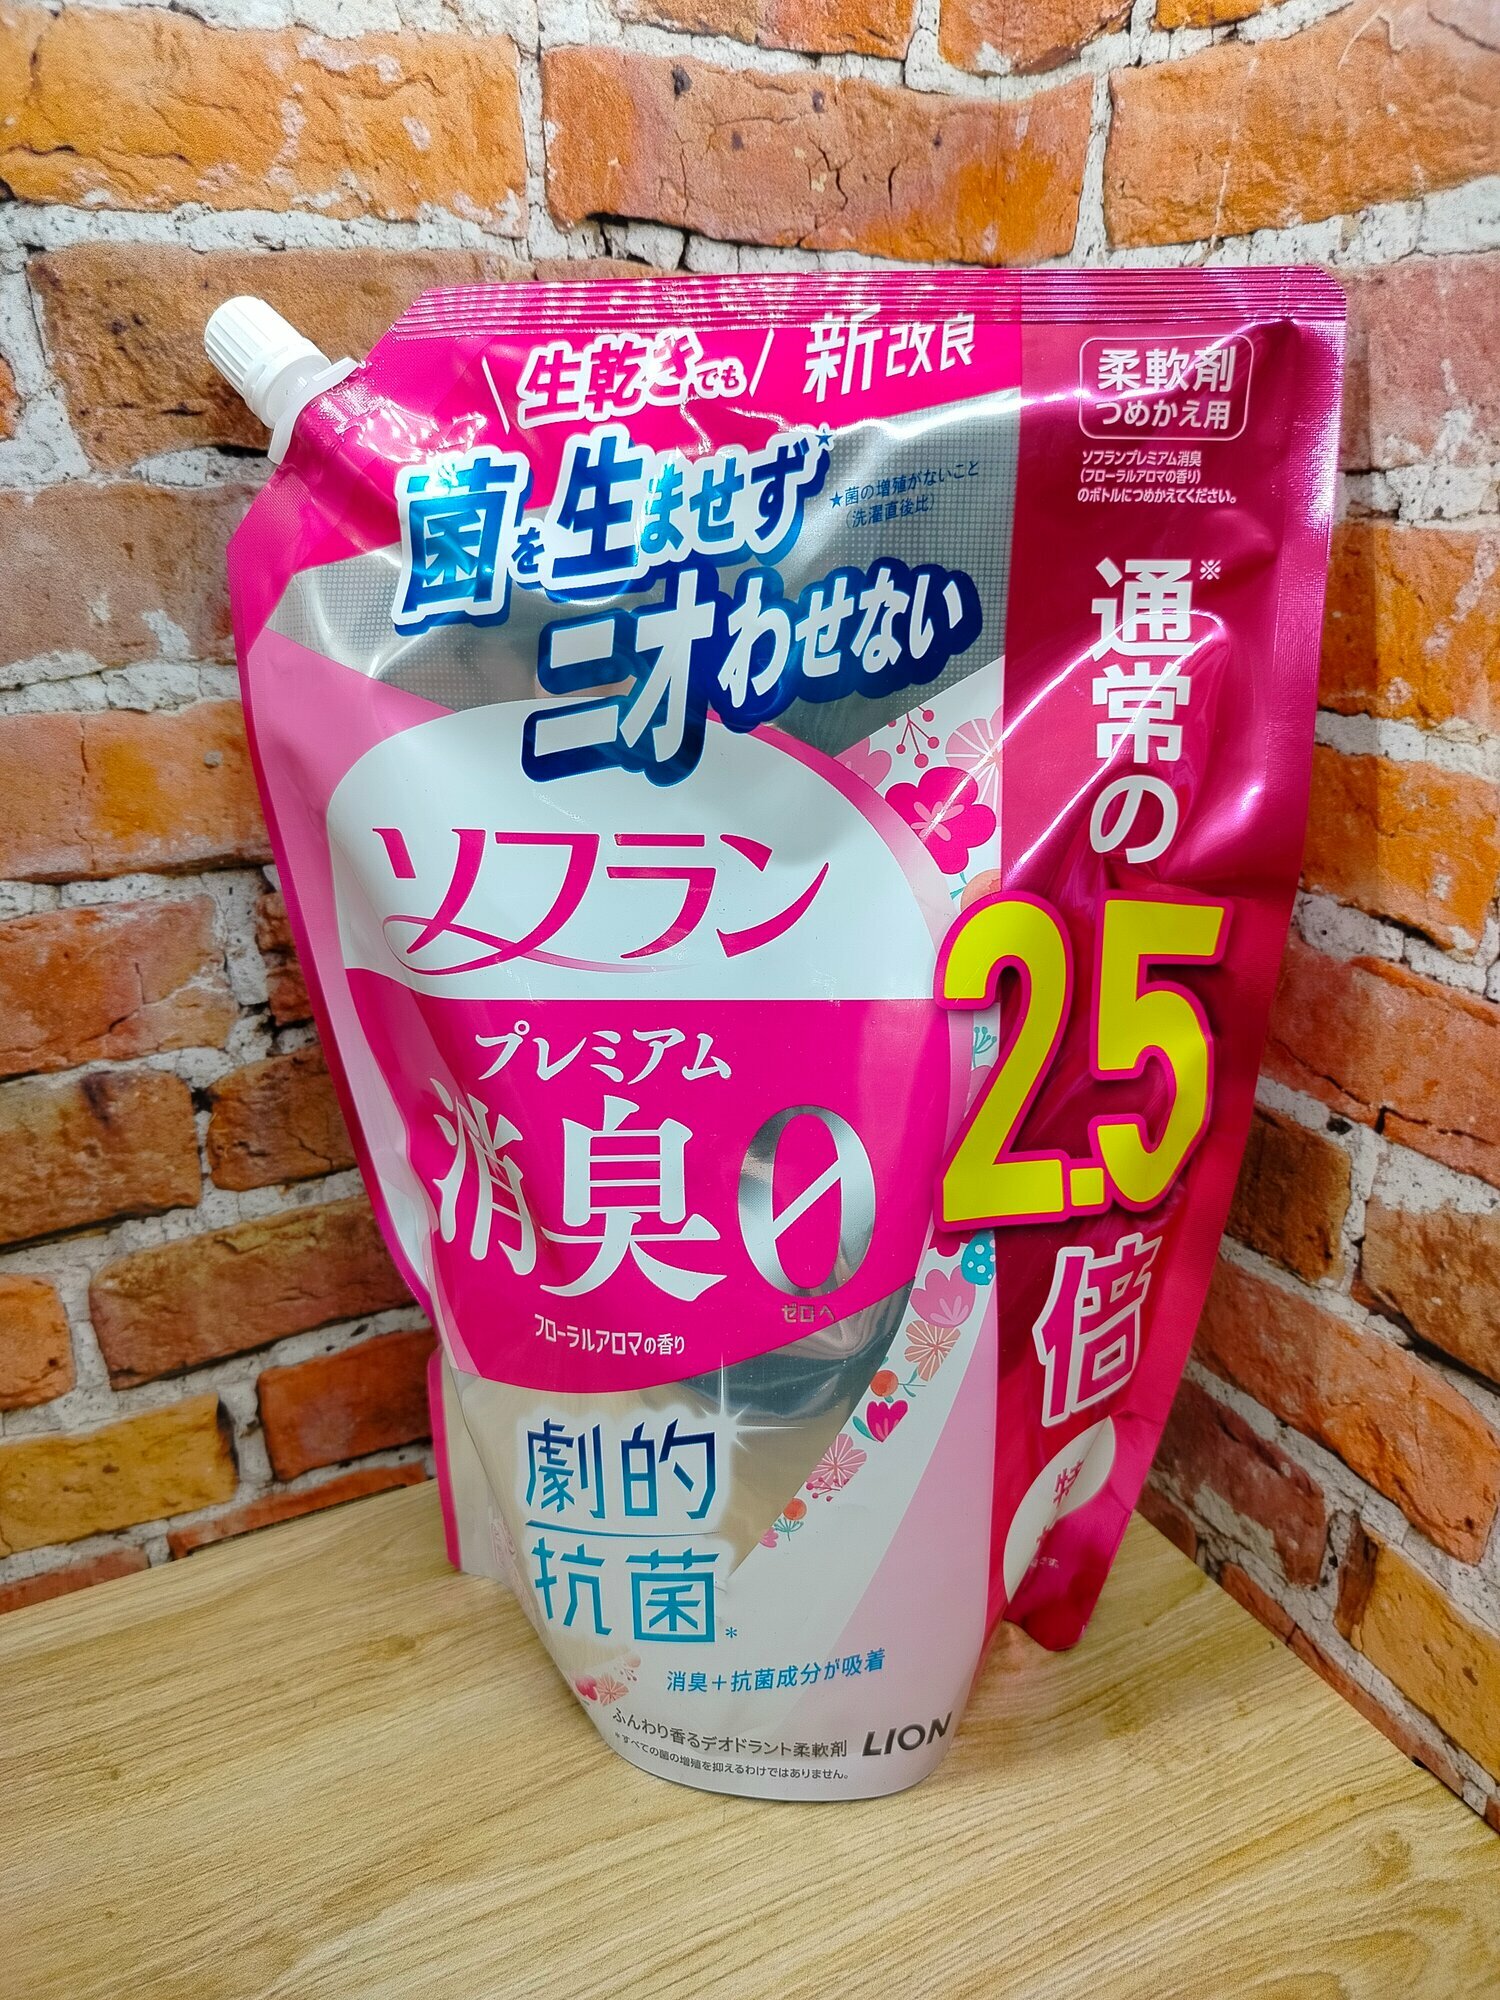 生乾きでも
新改良
菌を生ませず★
ニオわせない
★菌の増殖がないこと
(洗濯直後比)
柔軟剤
つめかえ用
ソフランプレミアム消臭
(フローラルアロマの香り)
のボトルにつめかえてください。
通常の※
2.5
倍
ソフラン
プレミアム
消臭0
ゼロへ
フローラルアロマの香り
劇的
抗菌*
消臭+抗菌成分が吸着
ふんわり香るデオドラント柔軟剤
LION
*すべての菌の増殖を抑えるわけではありません。